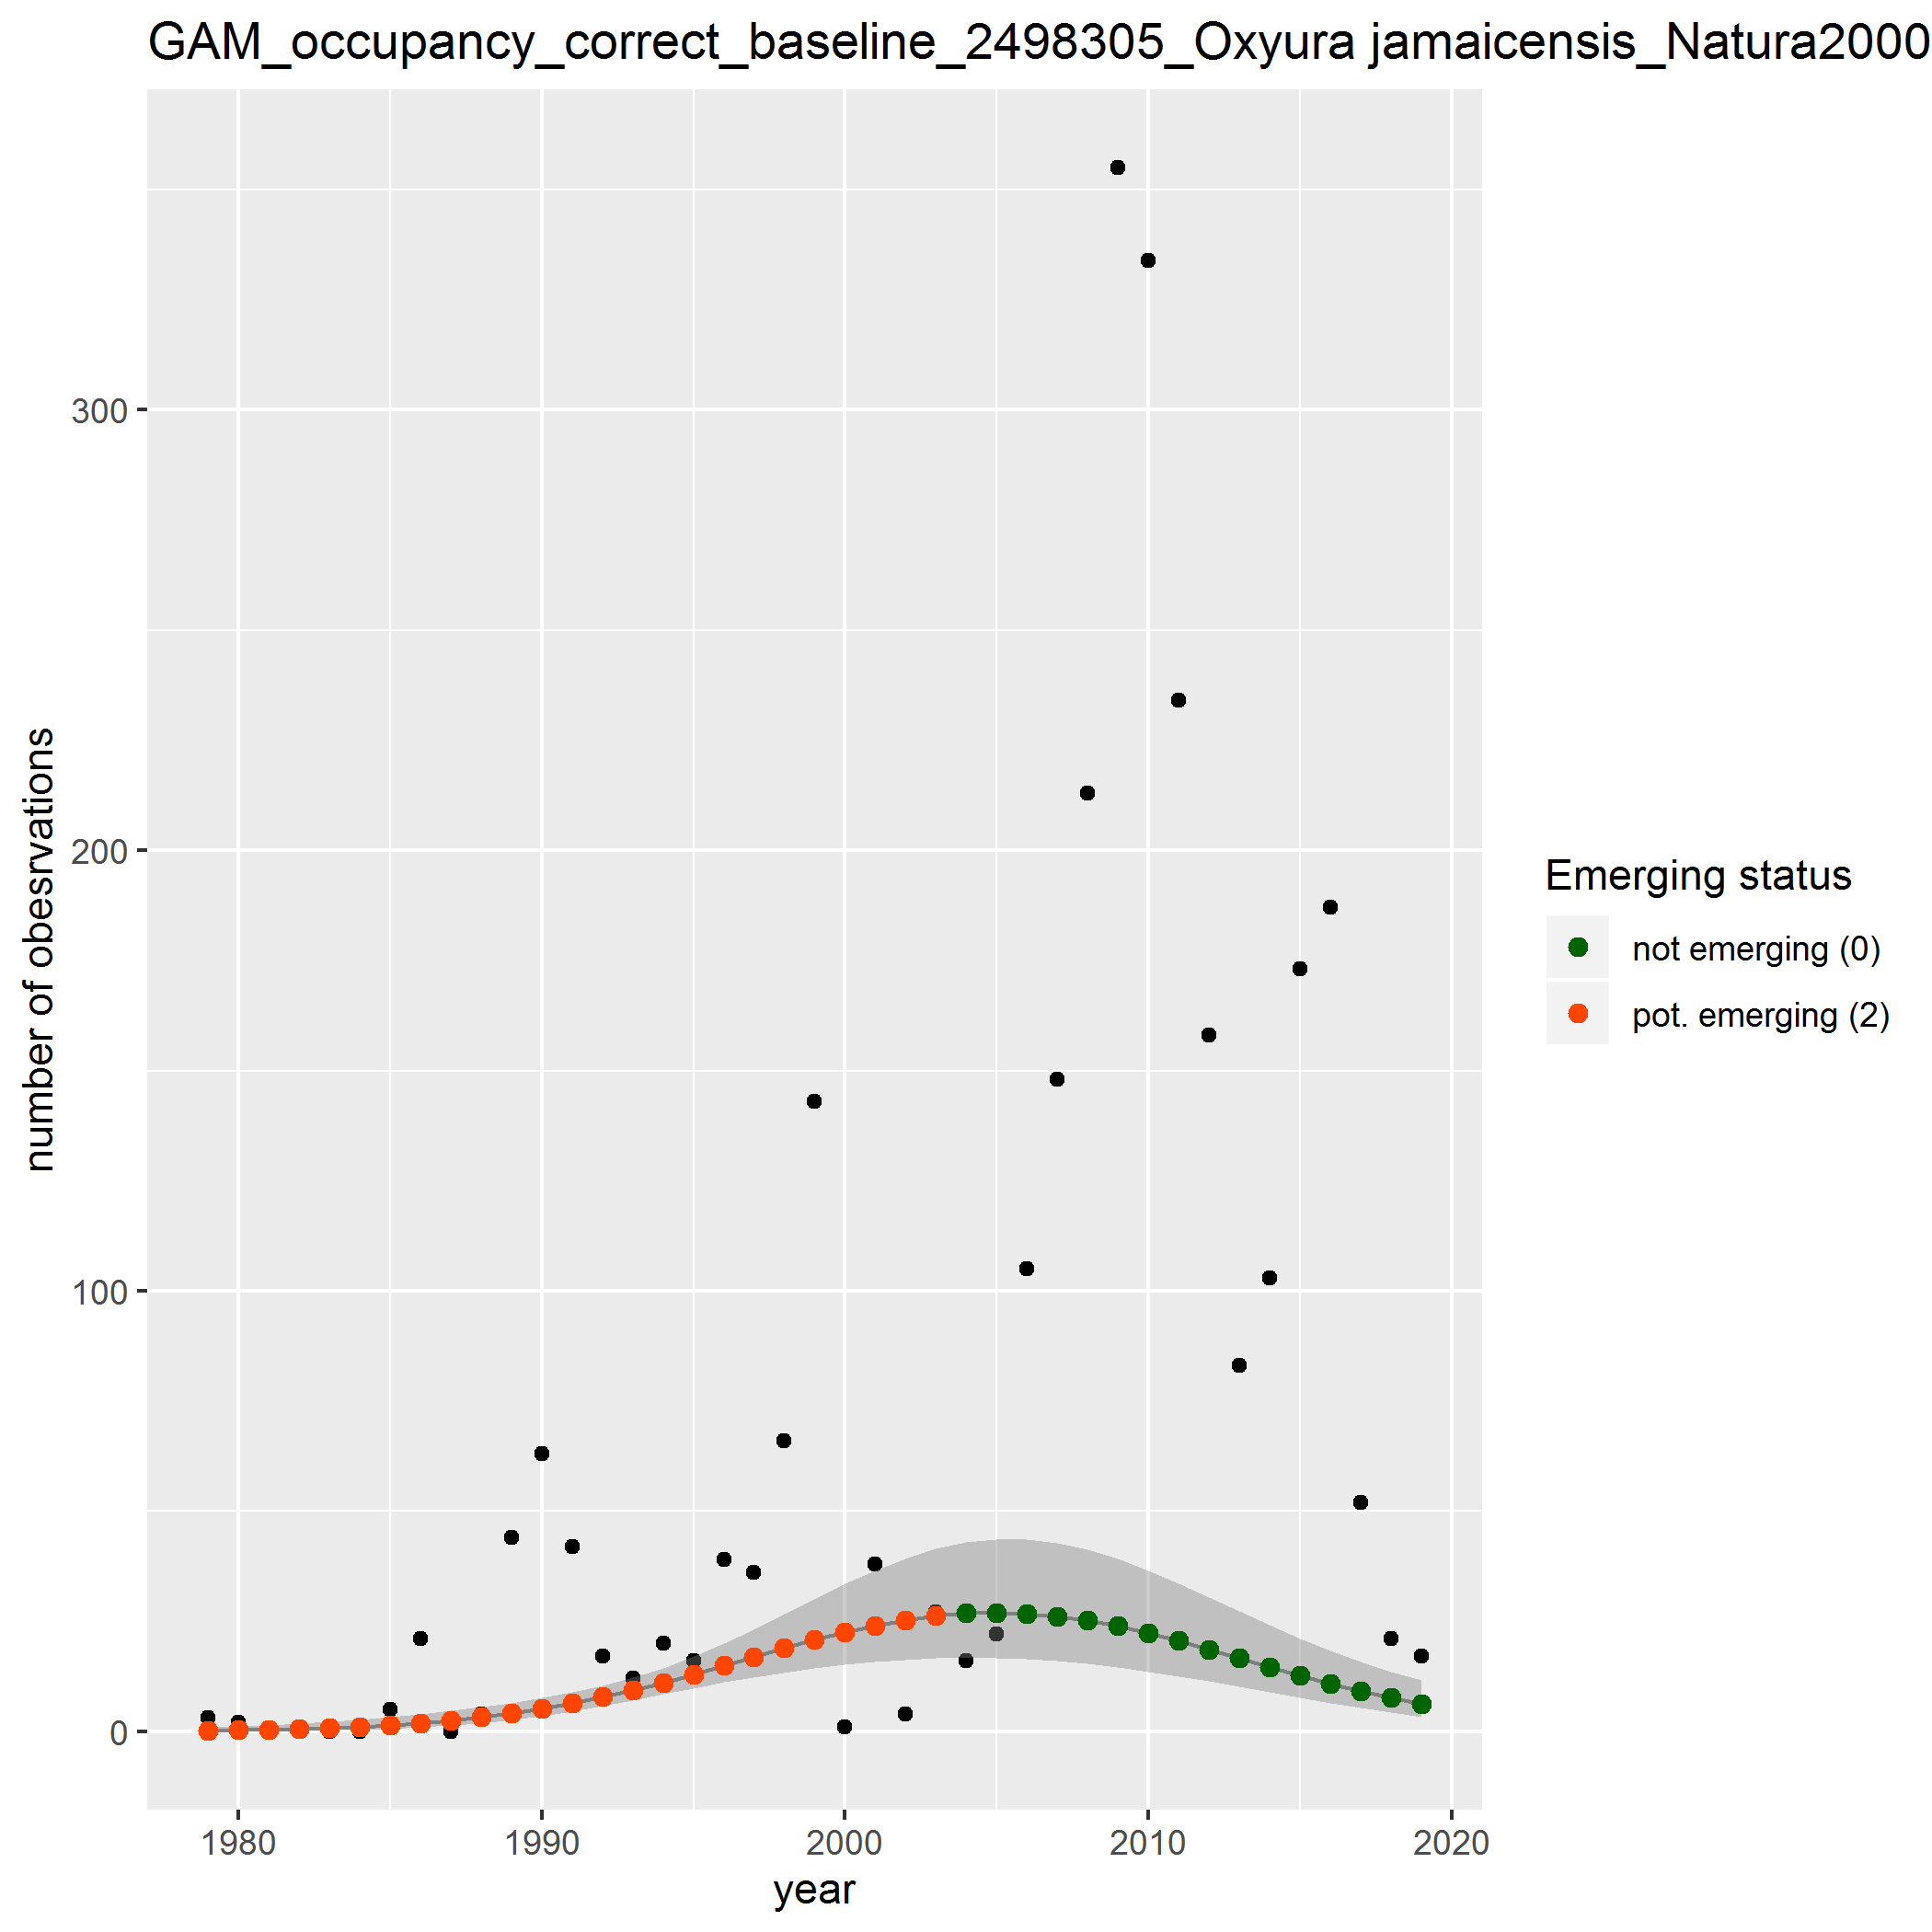 GAM_occupancy_correct_baseline_2498305_Oxyura jamaicensis_Natura2000
300
200
100
0
number of obesrvations
1980 1990 2000 2010 2020
year
Emerging status
not emerging (0)
pot. emerging (2)